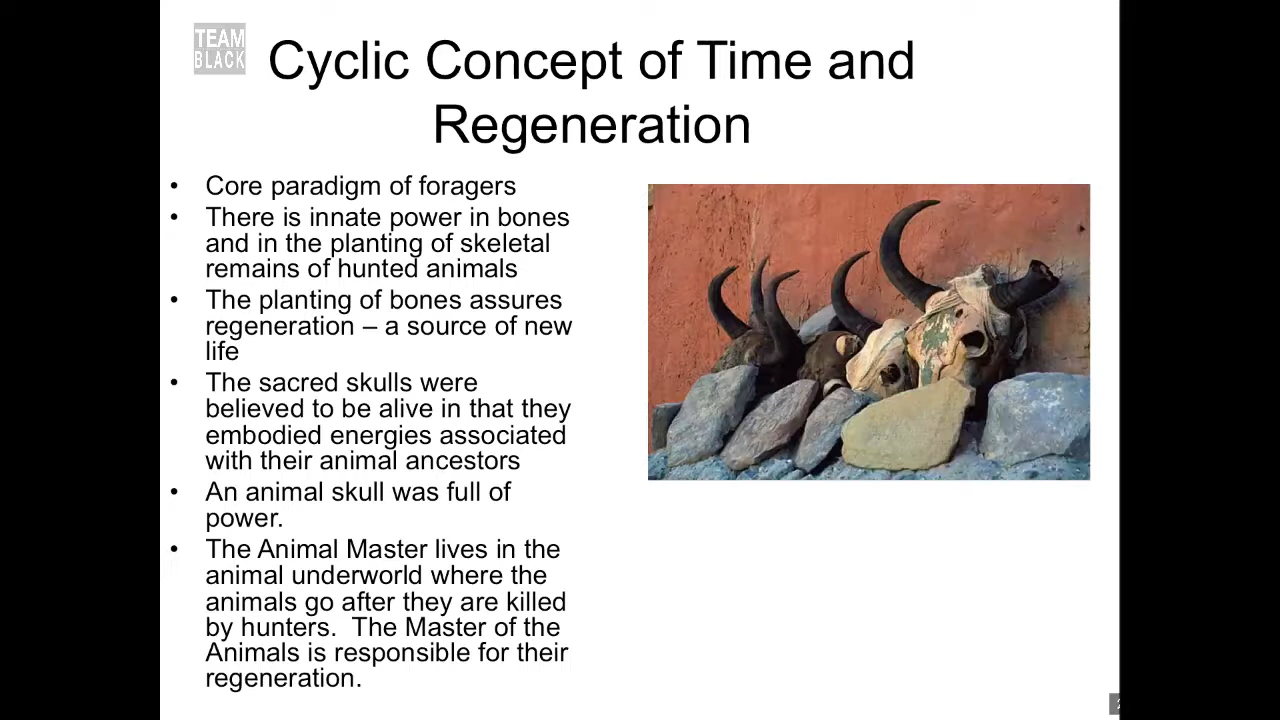 TEAM
BLACK
Cyclic Concept of Time and
Regeneration
• Core paradigm of foragers
• There is innate power in bones
and in the planting of skeletal
remains of hunted animals
• The planting of bones assures
regeneration – a source of new
life
• The sacred skulls were
believed to be alive in that they
embodied energies associated
with their animal ancestors
• An animal skull was full of
power.
• The Animal Master lives in the
animal underworld where the
animals go after they are killed
by hunters.  The Master of the
Animals is responsible for their
regeneration.